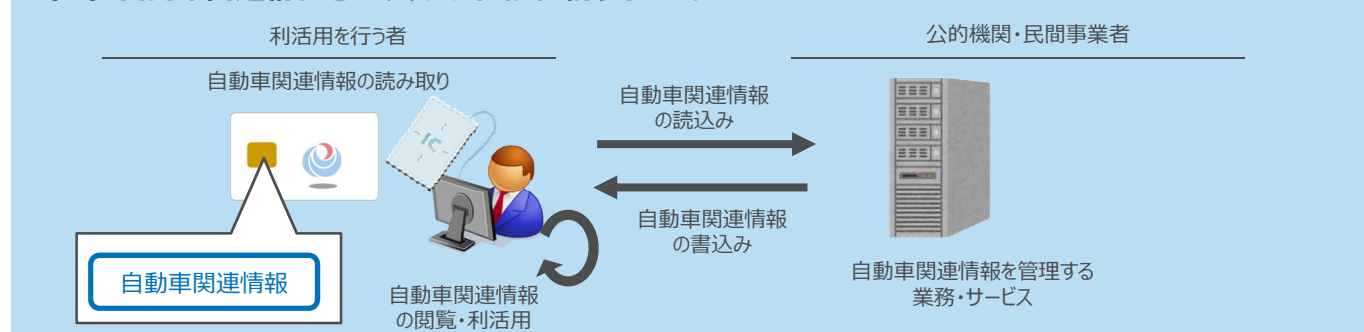 利活用を行う者
公的機関・民間事業者
自動車関連情報の読み取り
自動車関連情報
の読込み
IC
自動車関連情報
の書込み
自動車関連情報
自動車関連情報
の閲覧・利活用
自動車関連情報を管理する
業務・サービス